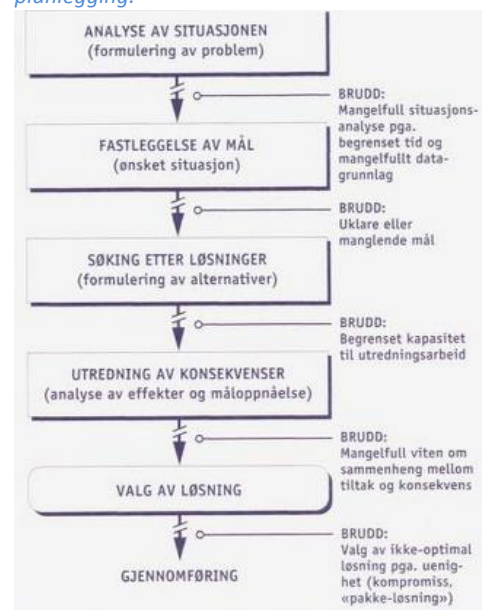 planlegging:
ANALYSE AV SITUASJONEN
(formulering av problem)
BRUDD:
Mangelfull situasjons-
analyse pga.
begrenset tid og
mangelfullt data-
grunnlag
FASTLEGGELSE AV MÅL
(ønsket situasjon)
BRUDD:
Uklare eller
manglende mål
SØKING ETTER LØSNINGER
(formulering av alternativer)
BRUDD:
Begrenset kapasitet
til utredningsarbeid
UTREDNING AV KONSEKVENSER
(analyse av effekter og måloppnåelse)
BRUDD:
Mangelfull viten om
sammenheng mellom
tiltak og konsekvens
VALG AV LØSNING
BRUDD:
Valg av ikke-optimal
løsning pga. uenig-
het (kompromiss,
«pakke-løsning»)
GJENNOMFØRING